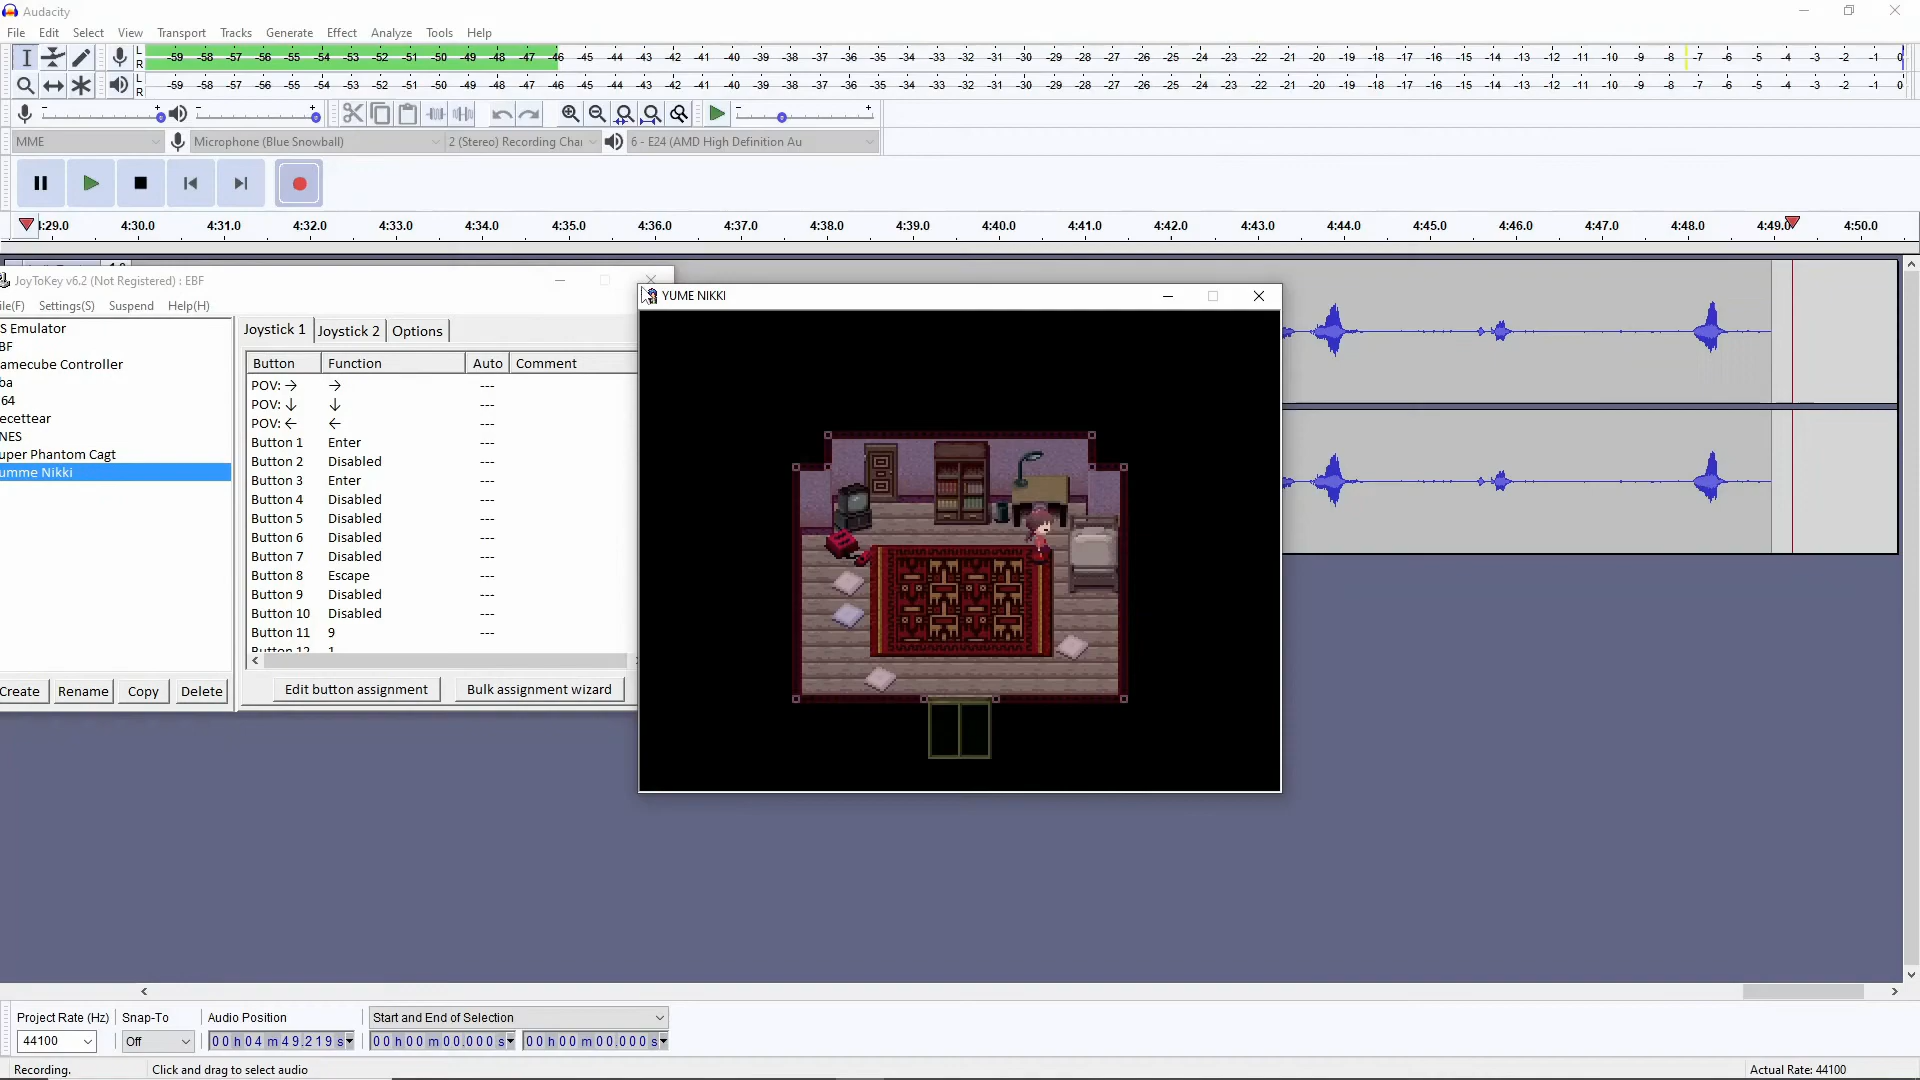 Audacity
File Edit Select View Transport Tracks Generate Effect Analyze Tools Help
L R -59 -58 -57 -56 -55 -54 -53 -52 -51 -50 -49 -48 -47 -46 -45 -44 -43 -42 -41 -40 -39 -38 -37 -36 -35 -34 -33 -32 -31 -30 -29 -28 -27 -26 -25 -24 -23 -22 -21 -20 -19 -18 -17 -16 -15 -14 -13 -12 -11 -10 -9 -8 -7 -6 -5 -4 -3 -2 -1 0
L R -59 -58 -57 -56 -55 -54 -53 -52 -51 -50 -49 -48 -47 -46 -45 -44 -43 -42 -41 -40 -39 -38 -37 -36 -35 -34 -33 -32 -31 -30 -29 -28 -27 -26 -25 -24 -23 -22 -21 -20 -19 -18 -17 -16 -15 -14 -13 -12 -11 -10 -9 -8 -7 -6 -5 -4 -3 -2 -1 0
MME Microphone (Blue Snowball) 2 (Stereo) Recording Chai 6 - E24 (AMD High Definition Au
4:29.0 4:30.0 4:31.0 4:32.0 4:33.0 4:34.0 4:35.0 4:36.0 4:37.0 4:38.0 4:39.0 4:40.0 4:41.0 4:42.0 4:43.0 4:44.0 4:45.0 4:46.0 4:47.0 4:48.0 4:49.0 4:50.0
JoyToKey v6.2 (Not Registered) : EBF
ile(F) Settings(S) Suspend Help(H)
S Emulator
BF
amecube Controller
ba
64
ecettear
NES
uper Phantom Cagt
umme Nikki
Create Rename Copy Delete
Joystick 1 Joystick 2 Options
Button Function Auto Comment
POV: → → ---
POV: ↓ ↓ ---
POV: ← ← ---
Button 1 Enter ---
Button 2 Disabled ---
Button 3 Enter ---
Button 4 Disabled ---
Button 5 Disabled ---
Button 6 Disabled ---
Button 7 Disabled ---
Button 8 Escape ---
Button 9 Disabled ---
Button 10 Disabled ---
Button 11 9 ---
Button 12 1
Edit button assignment Bulk assignment wizard
YUME NIKKI
Project Rate (Hz) Snap-To Audio Position Start and End of Selection
44100 Off 00 h 04 m 49.219 s 00 h 00 m 00.000 s 00 h 00 m 00.000 s
Recording. Click and drag to select audio Actual Rate: 44100